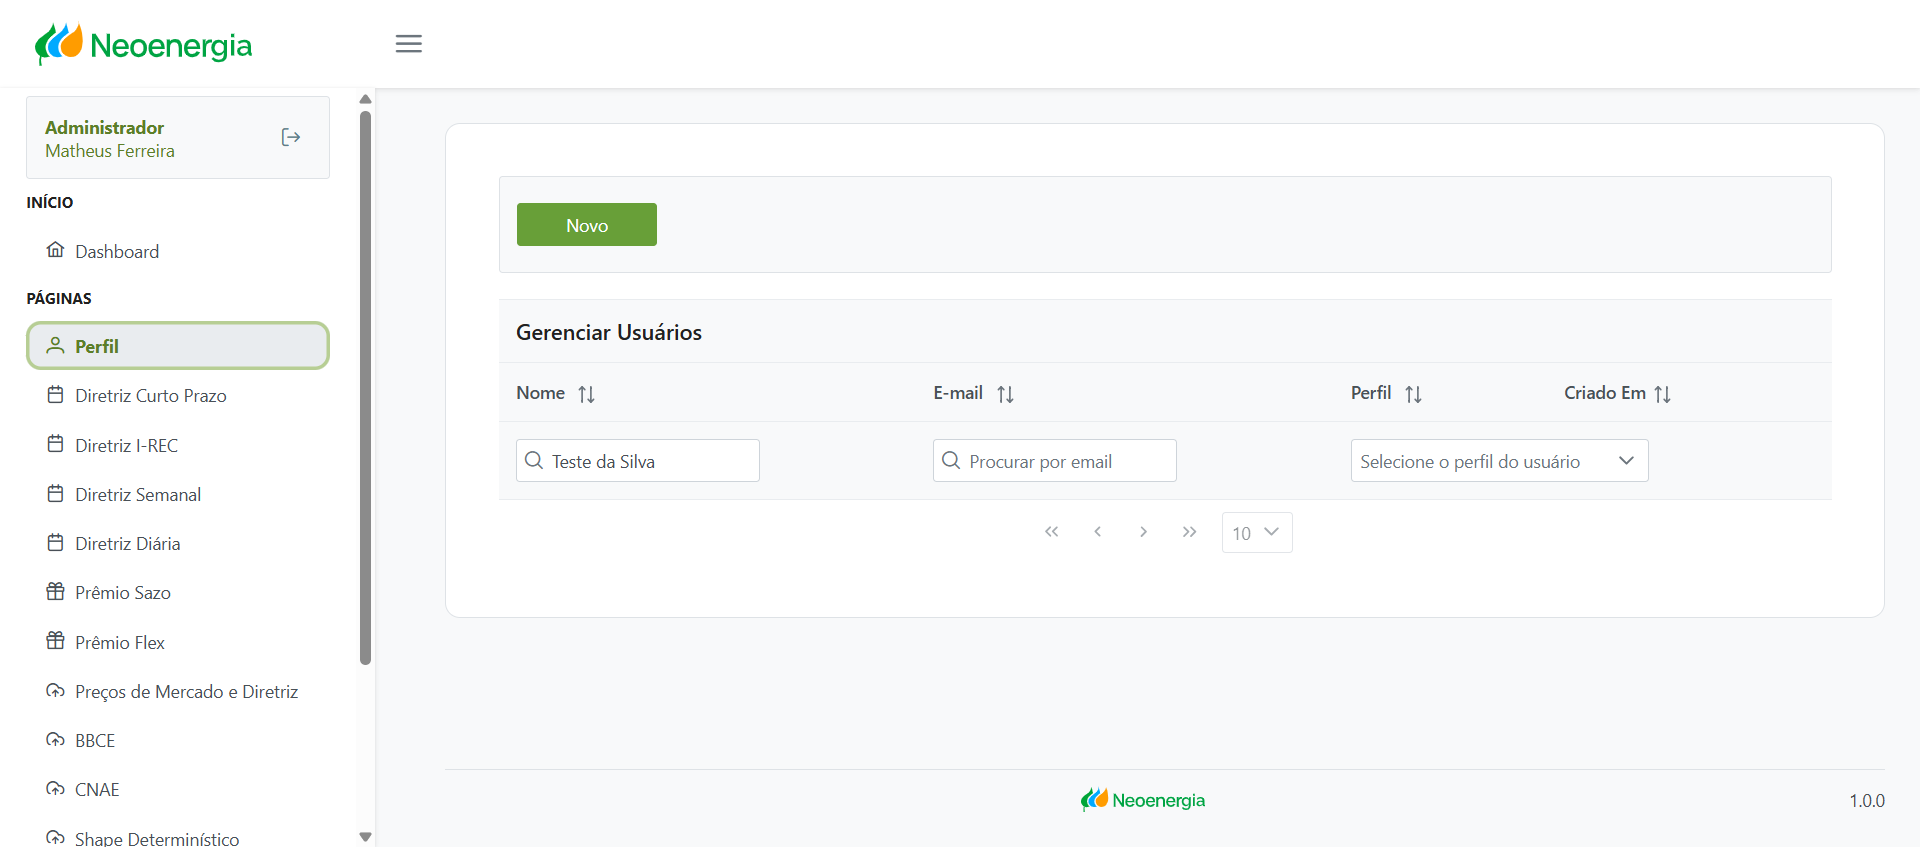 Neoenergia
Administrador
Matheus Ferreira
INÍCIO
Dashboard
PÁGINAS
Perfil
Diretriz Curto Prazo
Diretriz I-REC
Diretriz Semanal
Diretriz Diária
Prêmio Sazo
Prêmio Flex
Preços de Mercado e Diretriz
BBCE
CNAE
Shape Determinístico
Novo
Gerenciar Usuários
Nome E-mail Perfil Criado Em
Teste da Silva Procurar por email Selecione o perfil do usuário
10
Neoenergia
1.0.0